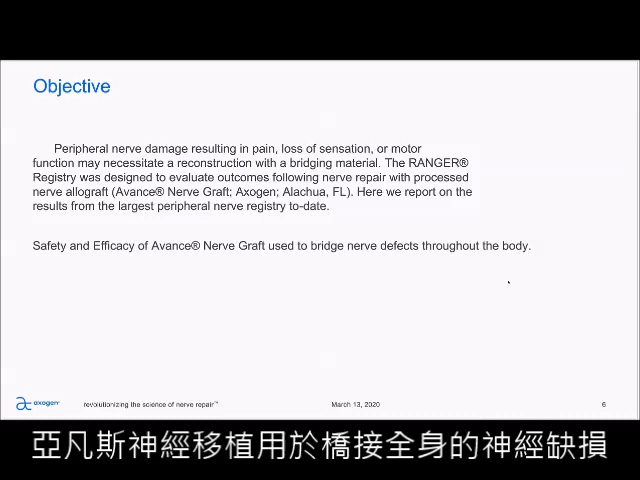 Objective
Peripheral nerve damage resulting in pain, loss of sensation, or motor
function may necessitate a reconstruction with a bridging material. The RANGER®
Registry was designed to evaluate outcomes following nerve repair with processed
nerve allograft (Avance® Nerve Graft; Axogen; Alachua, FL). Here we report on the
results from the largest peripheral nerve registry to-date.
Safety and Efficacy of Avance® Nerve Graft used to bridge nerve defects throughout the body.
axogen® revolutionizing the science of nerve repair™ March 13, 2020 6
亞凡斯神經移植用於橋接全身的神經缺損